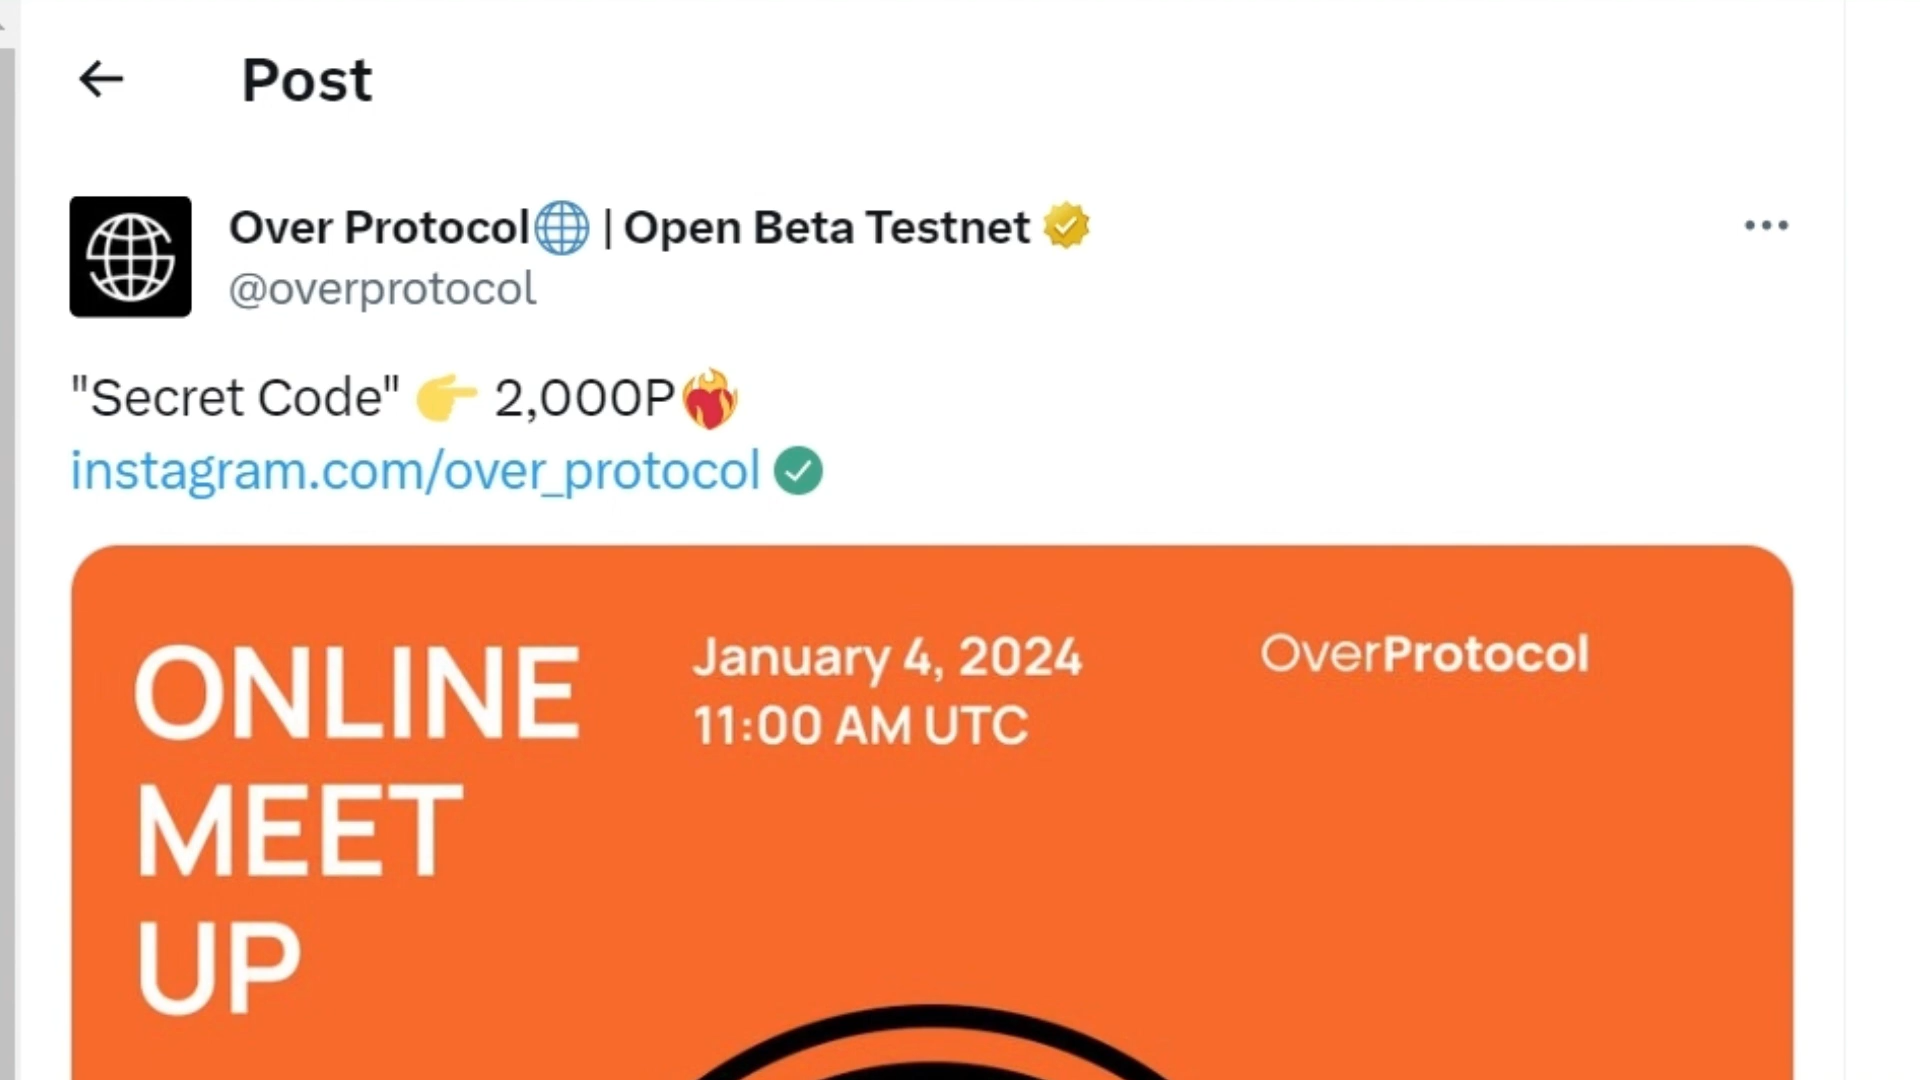 Post
Over Protocol🌐 | Open Beta Testnet
@overprotocol
"Secret Code" 👉 2,000P❤️‍🔥
instagram.com/over_protocol ✅
ONLINE
MEET
UP
January 4, 2024
11:00 AM UTC
OverProtocol